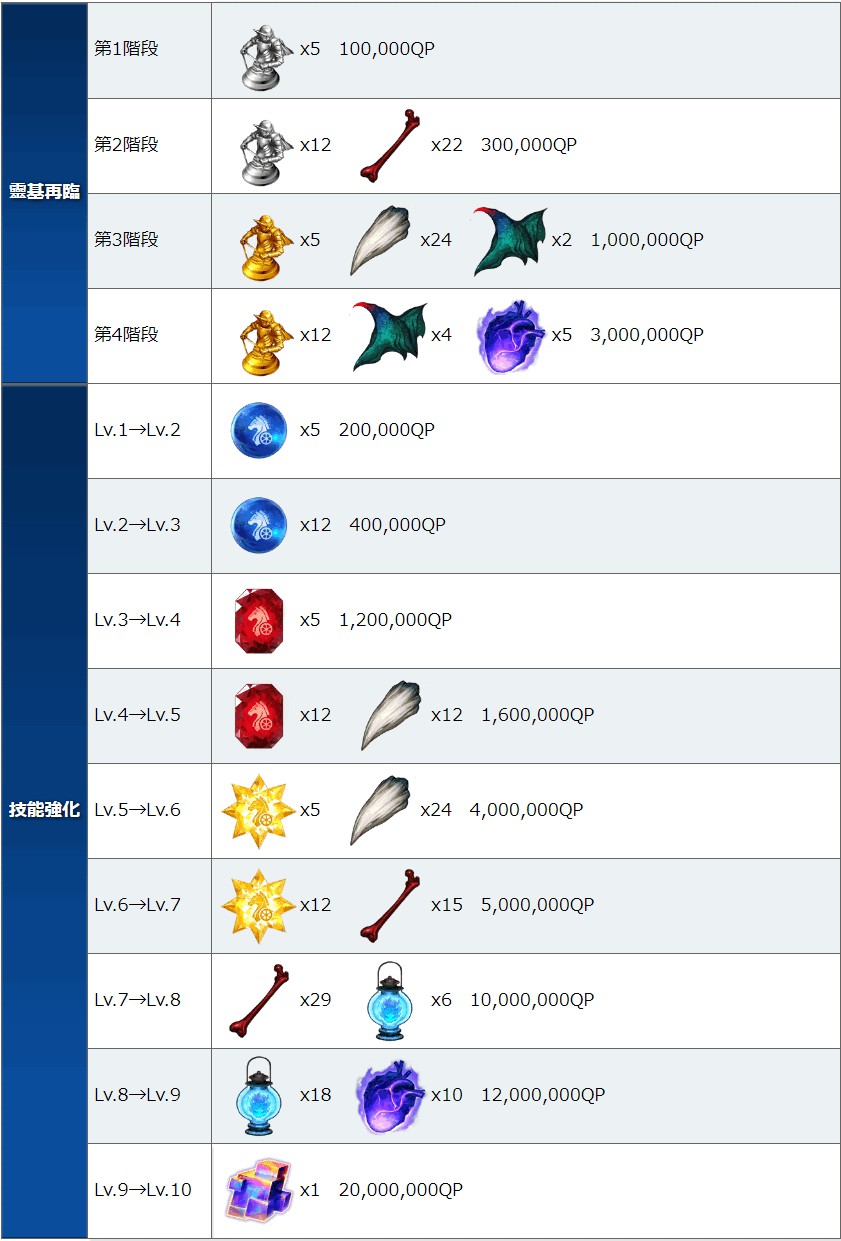 靈基再臨
第1階段 x5 100,000QP
第2階段 x12 x22 300,000QP
第3階段 x5 x24 x2 1,000,000QP
第4階段 x12 x4 x5 3,000,000QP
技能強化
Lv.1→Lv.2 x5 200,000QP
Lv.2→Lv.3 x12 400,000QP
Lv.3→Lv.4 x5 1,200,000QP
Lv.4→Lv.5 x12 x12 1,600,000QP
Lv.5→Lv.6 x5 x24 4,000,000QP
Lv.6→Lv.7 x12 x15 5,000,000QP
Lv.7→Lv.8 x29 x6 10,000,000QP
Lv.8→Lv.9 x18 x10 12,000,000QP
Lv.9→Lv.10 x1 20,000,000QP